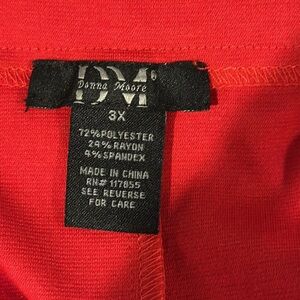 DM
Donna Moore
3X
72%POLYESTER
24%RAYON
4%SPANDEX
MADE IN CHINA
RN# 117855
SEE REVERSE
FOR CARE